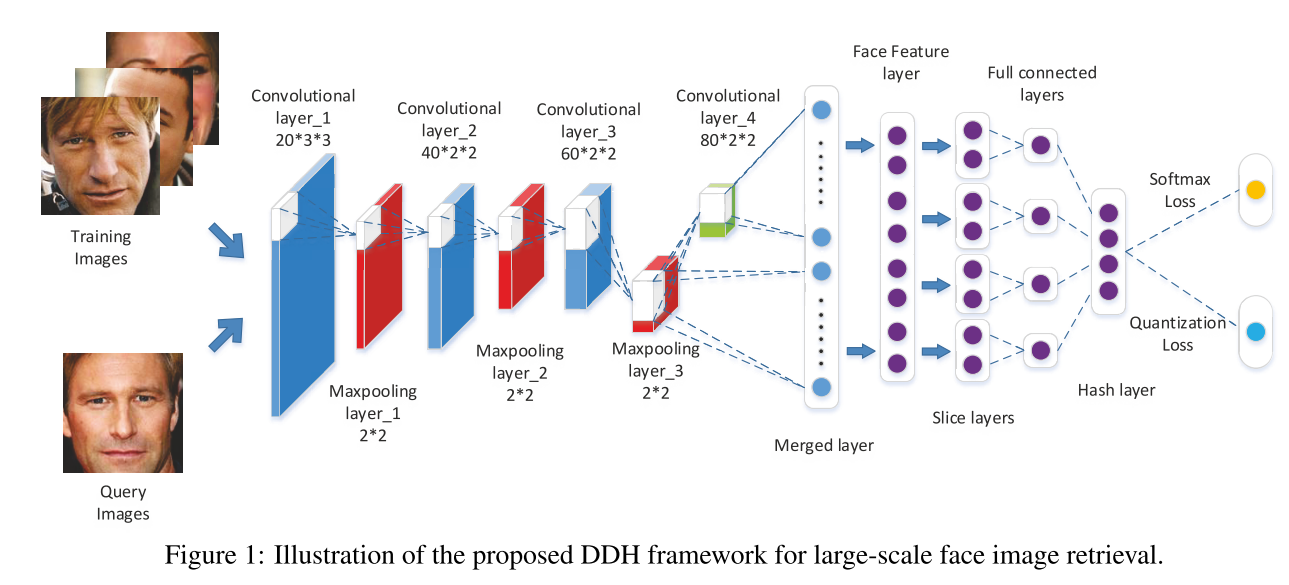 Training
Images
Query
Images
Convolutional
layer_1
20*3*3
Maxpooling
layer_1
2*2
Convolutional
layer_2
40*2*2
Maxpooling
layer_2
2*2
Convolutional
layer_3
60*2*2
Maxpooling
layer_3
2*2
Convolutional
layer_4
80*2*2
Merged layer
Face Feature
layer
Slice layers
Full connected
layers
Hash layer
Softmax
Loss
Quantization
Loss
Figure 1: Illustration of the proposed DDH framework for large-scale face image retrieval.